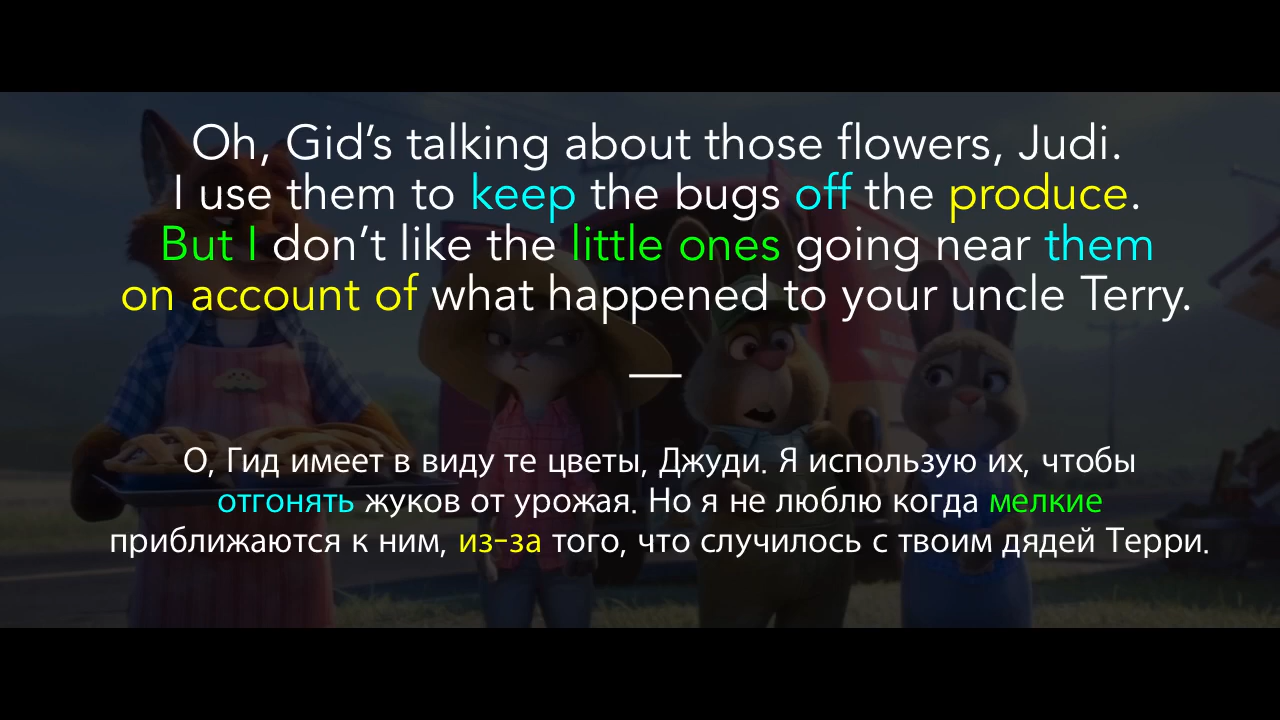 Oh, Gid’s talking about those flowers, Judi.
I use them to keep the bugs off the produce.
But I don’t like the little ones going near them
on account of what happened to your uncle Terry.
—
О, Гид имеет в виду те цветы, Джуди. Я использую их, чтобы
отгонять жуков от урожая. Но я не люблю когда мелкие
приближаются к ним, из-за того, что случилось с твоим дядей Терри.